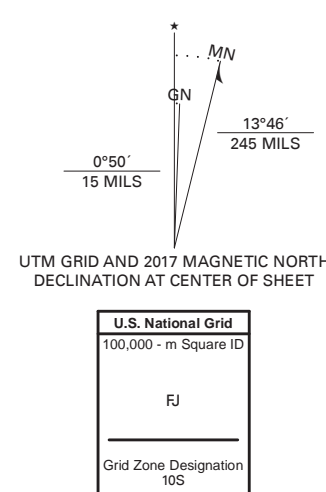 ★
MN
GN
13°46´
245 MILS
0°50´
15 MILS
UTM GRID AND 2017 MAGNETIC NORTH
DECLINATION AT CENTER OF SHEET
U.S. National Grid
100,000 - m Square ID
FJ
Grid Zone Designation
10S